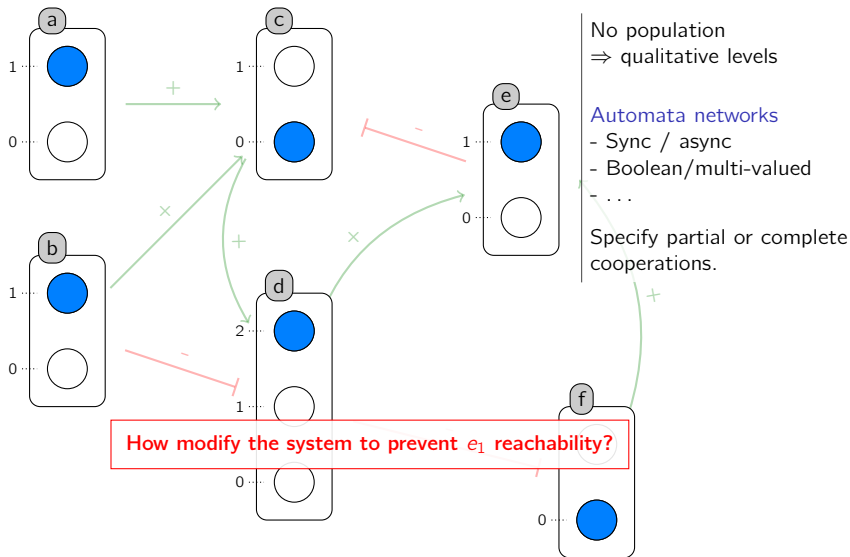 a
1
0
c
1
0
e
1
0
No population
⇒ qualitative levels
Automata networks
- Sync / async
- Boolean/multi-valued
- . . .
Specify partial or complete
cooperations.
+
-
×
b
1
0
+
×
d
2
1
0
-
+
f
0
-
How modify the system to prevent e₁ reachability?